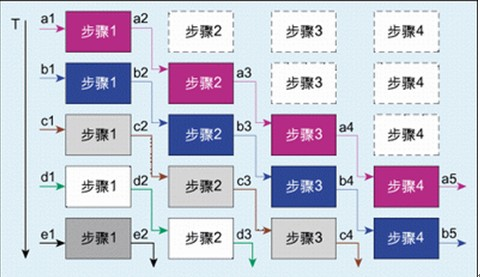 T
a1 步骤1 a2 步骤2 步骤3 步骤4
b1 步骤1 b2 步骤2 a3 步骤3 步骤4
c1 步骤1 c2 步骤2 b3 步骤3 a4 步骤4
d1 步骤1 d2 步骤2 c3 步骤3 b4 步骤4 a5
e1 步骤1 e2 步骤2 d3 步骤3 c4 步骤4 b5